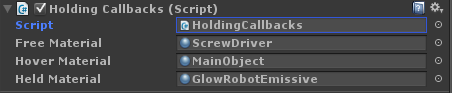 Holding Callbacks (Script)
Script HoldingCallbacks
Free Material ScrewDriver
Hover Material MainObject
Held Material GlowRobotEmissive